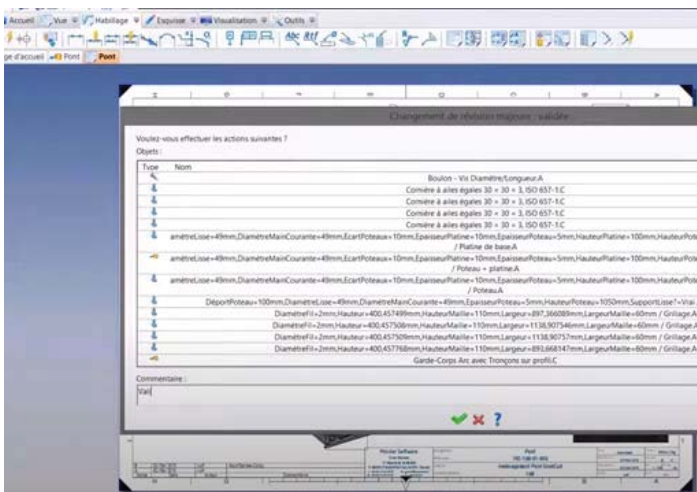 Accueil Vue Habillage Esquisse Visualisation Outils
ge d'accueil Pont Pont
Changement de révision majeure : validée
Voulez-vous effectuer les actions suivantes ?
Objets :
Type Nom
Boulon - Vis Diamètre/Longueur.A
Cornière à ailes égales 30 × 30 × 3, ISO 657-1:C
Cornière à ailes égales 30 × 30 × 3, ISO 657-1:C
Cornière à ailes égales 30 × 30 × 3, ISO 657-1:C
Cornière à ailes égales 30 × 30 × 3, ISO 657-1:C
amètreLisse=49mm,DiamètreMainCourante=49mm,EcartPoteaux=10mm,EpaisseurPlatine=10mm,EpaisseurPoteau=5mm,HauteurPlatine=100mm,HauteurPote
/ Platine de base.A
amètreLisse=49mm,DiamètreMainCourante=49mm,EcartPoteaux=10mm,EpaisseurPlatine=10mm,EpaisseurPoteau=5mm,HauteurPlatine=100mm,HauteurPote
/ Poteau + platine.A
amètreLisse=49mm,DiamètreMainCourante=49mm,EcartPoteaux=10mm,EpaisseurPlatine=10mm,EpaisseurPoteau=5mm,HauteurPlatine=100mm,HauteurPote
/ Poteau.A
DéportPoteau=100mm,DiamètreLisse=49mm,DiamètreMainCourante=49mm,EpaisseurPoteau=5mm,HauteurPoteau=1050mm,SupportLisse?=Vrai
DiamètreFil=2mm,Hauteur=400,457499mm,HauteurMaille=110mm,Largeur=897,366089mm,LargeurMaille=60mm / Grillage.A
DiamètreFil=2mm,Hauteur=400,457508mm,HauteurMaille=110mm,Largeur=1138,907546mm,LargeurMaille=60mm / Grillage.A
DiamètreFil=2mm,Hauteur=400,457509mm,HauteurMaille=110mm,Largeur=1138,90757mm,LargeurMaille=60mm / Grillage.A
DiamètreFil=2mm,Hauteur=400,457768mm,HauteurMaille=110mm,Largeur=893,668147mm,LargeurMaille=60mm / Grillage.A
Garde-Corps Arc avec Tronçons sur profil.C
Commentaire :
Vali
Missler Software
Pont